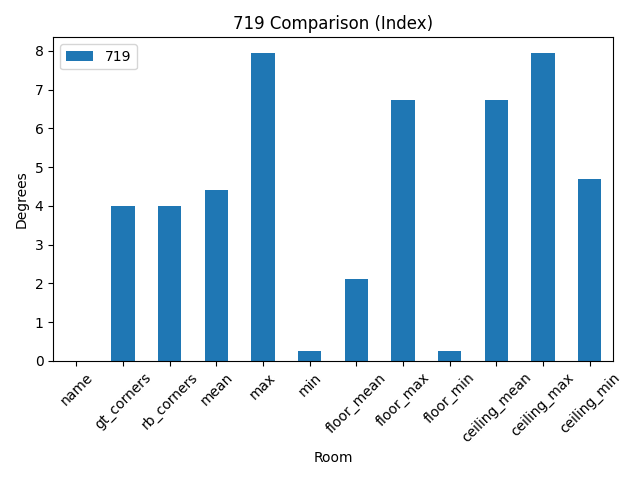 719 Comparison (Index)
719
Degrees
8
7
6
5
4
3
2
1
0
name
gt_corners
rb_corners
mean
max
min
floor_mean
floor_max
floor_min
ceiling_mean
ceiling_max
ceiling_min
Room